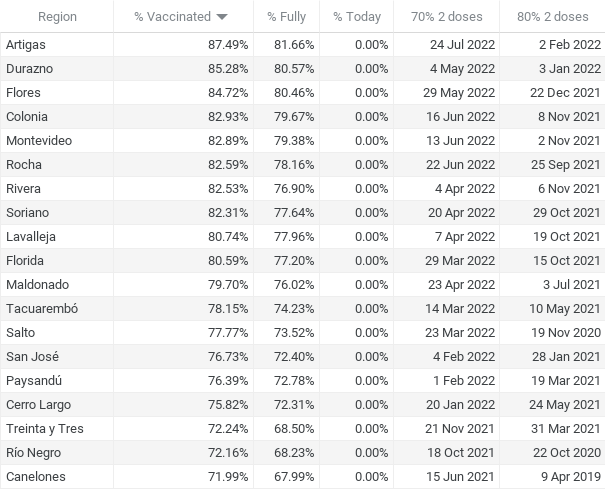 Region % Vaccinated % Fully % Today 70% 2 doses 80% 2 doses
Artigas 87.49% 81.66% 0.00% 24 Jul 2022 2 Feb 2022
Durazno 85.28% 80.57% 0.00% 4 May 2022 3 Jan 2022
Flores 84.72% 80.46% 0.00% 29 May 2022 22 Dec 2021
Colonia 82.93% 79.67% 0.00% 16 Jun 2022 8 Nov 2021
Montevideo 82.89% 79.38% 0.00% 13 Jun 2022 2 Nov 2021
Rocha 82.59% 78.16% 0.00% 22 Jun 2022 25 Sep 2021
Rivera 82.53% 76.90% 0.00% 4 Apr 2022 6 Nov 2021
Soriano 82.31% 77.64% 0.00% 20 Apr 2022 29 Oct 2021
Lavalleja 80.74% 77.96% 0.00% 7 Apr 2022 19 Oct 2021
Florida 80.59% 77.20% 0.00% 29 Mar 2022 15 Oct 2021
Maldonado 79.70% 76.02% 0.00% 23 Apr 2022 3 Jul 2021
Tacuarembó 78.15% 74.23% 0.00% 14 Mar 2022 10 May 2021
Salto 77.77% 73.52% 0.00% 23 Mar 2022 19 Nov 2020
San José 76.73% 72.40% 0.00% 4 Feb 2022 28 Jan 2021
Paysandú 76.39% 72.78% 0.00% 1 Feb 2022 19 Mar 2021
Cerro Largo 75.82% 72.31% 0.00% 20 Jan 2022 24 May 2021
Treinta y Tres 72.24% 68.50% 0.00% 21 Nov 2021 31 Mar 2021
Río Negro 72.16% 68.23% 0.00% 18 Oct 2021 22 Oct 2020
Canelones 71.99% 67.99% 0.00% 15 Jun 2021 9 Apr 2019